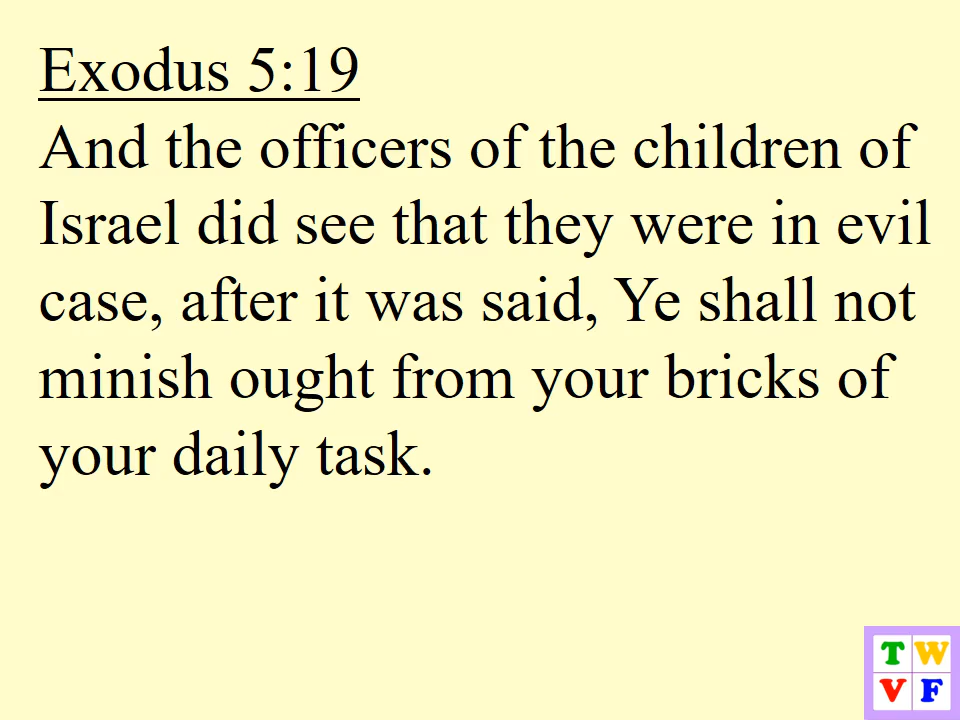 Exodus 5:19
And the officers of the children of
Israel did see that they were in evil
case, after it was said, Ye shall not
minish ought from your bricks of
your daily task.
T W
V F